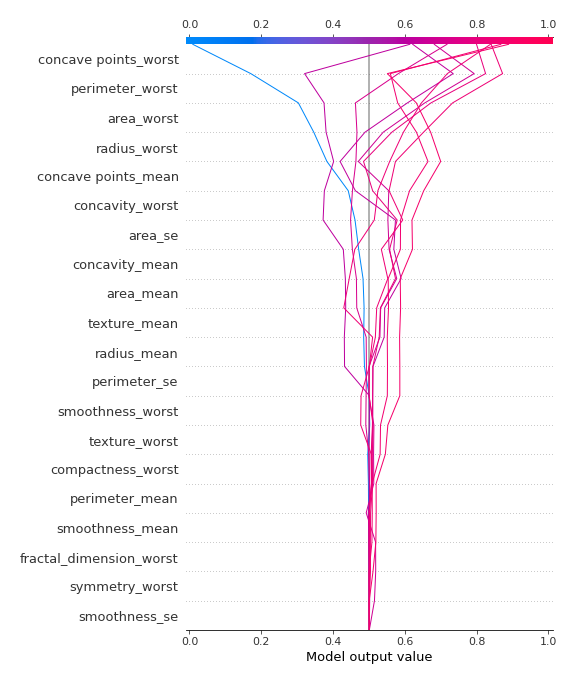 0.0 0.2 0.4 0.6 0.8 1.0
concave points_worst
perimeter_worst
area_worst
radius_worst
concave points_mean
concavity_worst
area_se
concavity_mean
area_mean
texture_mean
radius_mean
perimeter_se
smoothness_worst
texture_worst
compactness_worst
perimeter_mean
smoothness_mean
fractal_dimension_worst
symmetry_worst
smoothness_se
0.0 0.2 0.4 0.6 0.8 1.0
Model output value